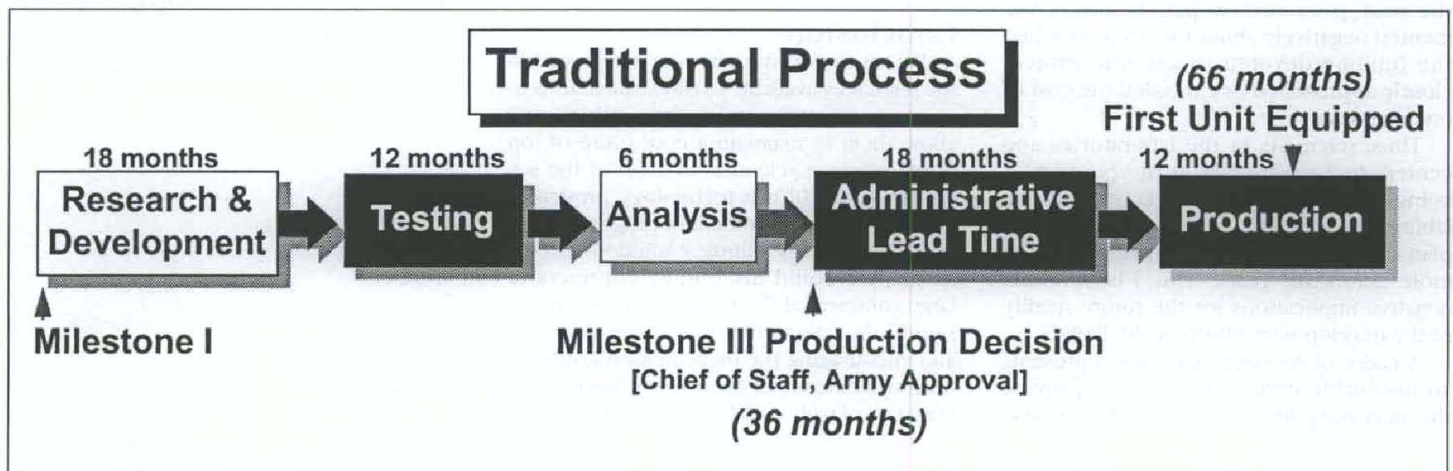 Traditional Process
(66 months)
First Unit Equipped
18 months
12 months
6 months
18 months
12 months
Research &
Development
Testing
Analysis
Administrative
Lead Time
Production
Milestone I
Milestone III Production Decision
[Chief of Staff, Army Approval]
(36 months)